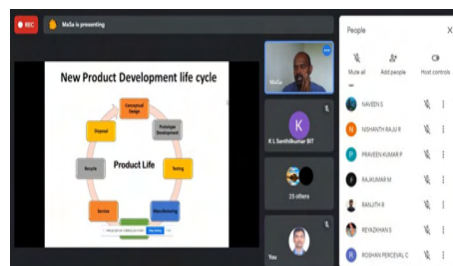 REC
MaSa is presenting
New Product Development life cycle
Conceptual
Design
Disposal
Prototype
Development
Recycle
Product Life
Testing
Service
Manufacturing
MaSa
K
K L Senthilkumar BIT
25 others
You
People
X
Mute all
Add people
Host controls
NAVEEN S
N
NISHANTH RAJU R
P
PRAVEEN KUMAR P
RAJKUMAR M
RANJITH R
REYAZKHAN S
R
ROSHAN PERCEVAL C